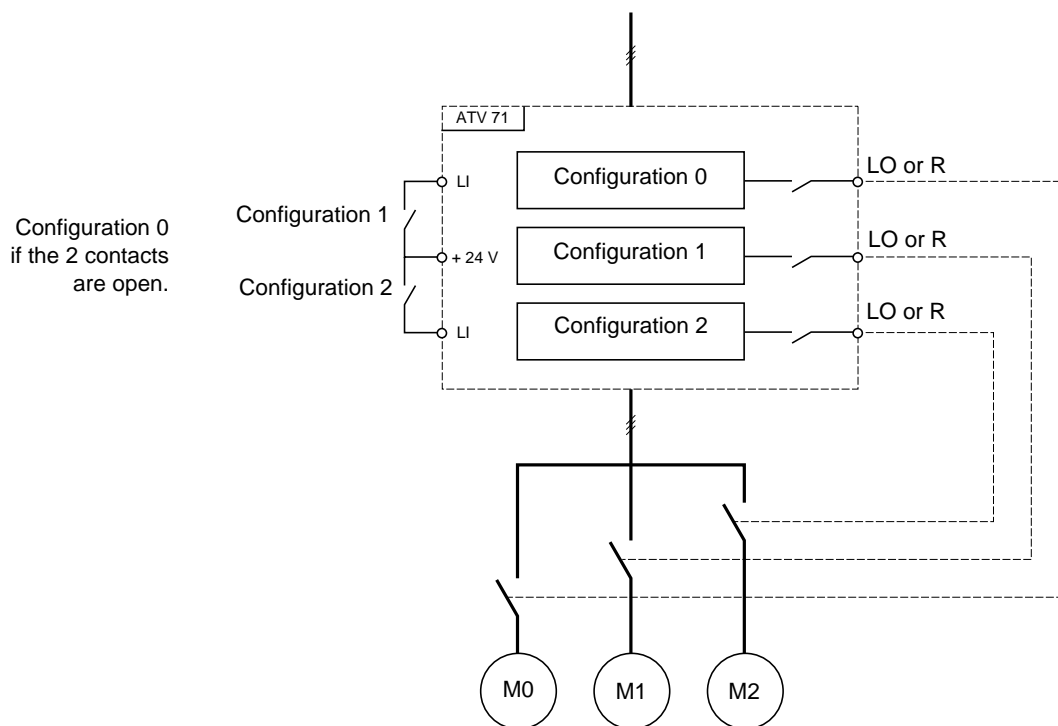 ATV 71
LI
Configuration 0
LO or R
Configuration 1
Configuration 0
if the 2 contacts
are open.
+ 24 V
Configuration 1
LO or R
Configuration 2
LI
Configuration 2
LO or R
M0
M1
M2